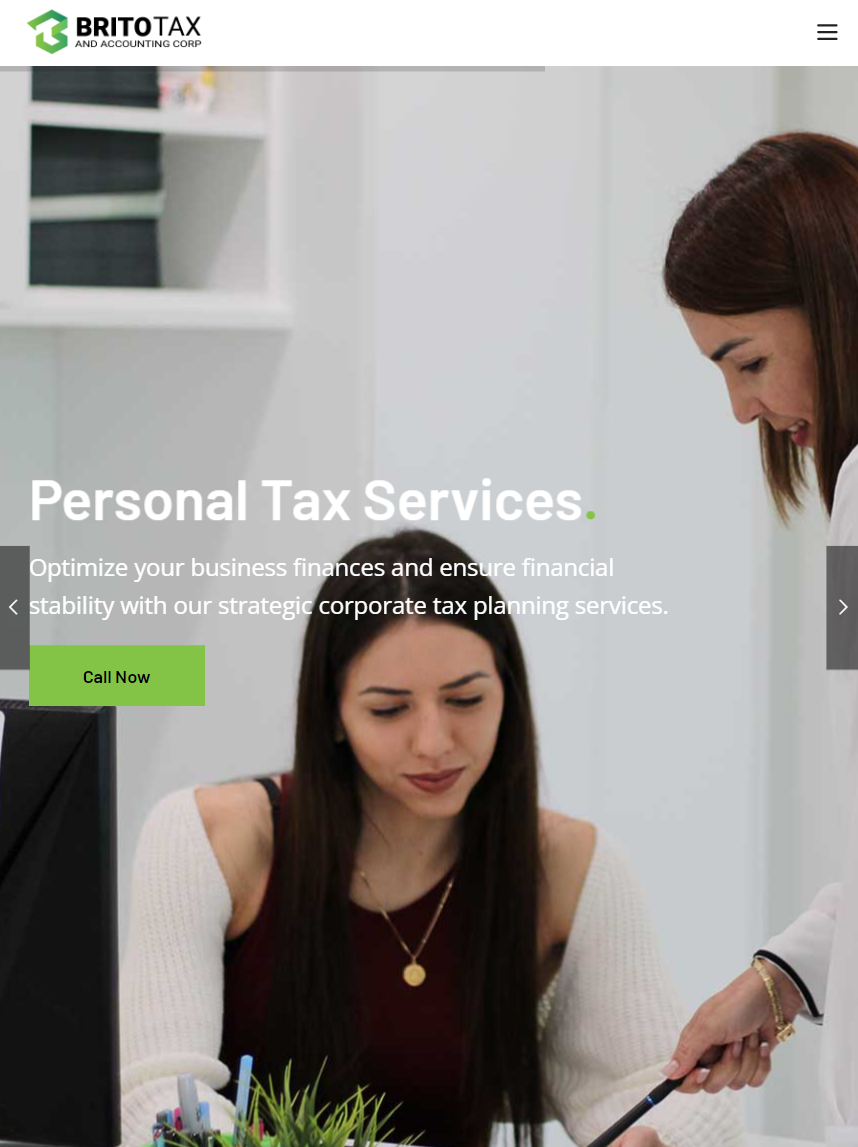 BRITOTAX
AND ACCOUNTING CORP
Personal Tax Services.
Optimize your business finances and ensure financial
stability with our strategic corporate tax planning services.
Call Now